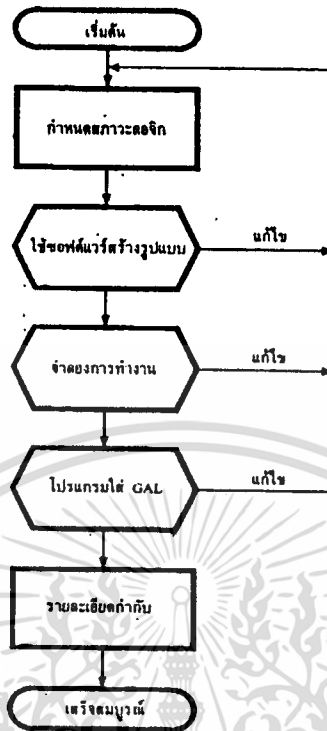 เริ่มต้น
กำหนดสภาวะลอจิก
ใช้ซอฟต์แวร์สร้างรูปแบบ
แก้ไข
จำลองการทำงาน
แก้ไข
โปรแกรมใส่ GAL
แก้ไข
รายละเอียดกำกับ
เสร็จสมบูรณ์